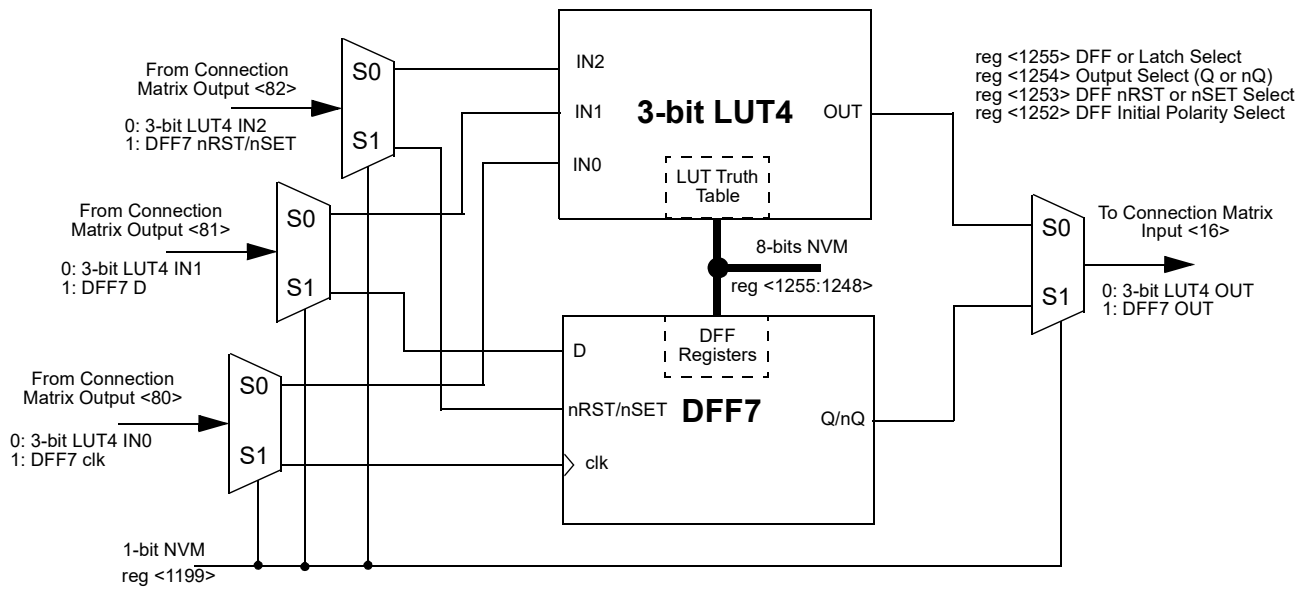 From Connection
Matrix Output <82>
0: 3-bit LUT4 IN2
1: DFF7 nRST/nSET
S0
S1
From Connection
Matrix Output <81>
0: 3-bit LUT4 IN1
1: DFF7 D
S0
S1
From Connection
Matrix Output <80>
0: 3-bit LUT4 IN0
1: DFF7 clk
S0
S1
1-bit NVM
reg <1199>
IN2
IN1
IN0
3-bit LUT4
OUT
LUT Truth
Table
8-bits NVM
reg <1255:1248>
DFF
Registers
D
nRST/nSET
clk
DFF7
Q/nQ
reg <1255> DFF or Latch Select
reg <1254> Output Select (Q or nQ)
reg <1253> DFF nRST or nSET Select
reg <1252> DFF Initial Polarity Select
S0
S1
To Connection Matrix
Input <16>
0: 3-bit LUT4 OUT
1: DFF7 OUT